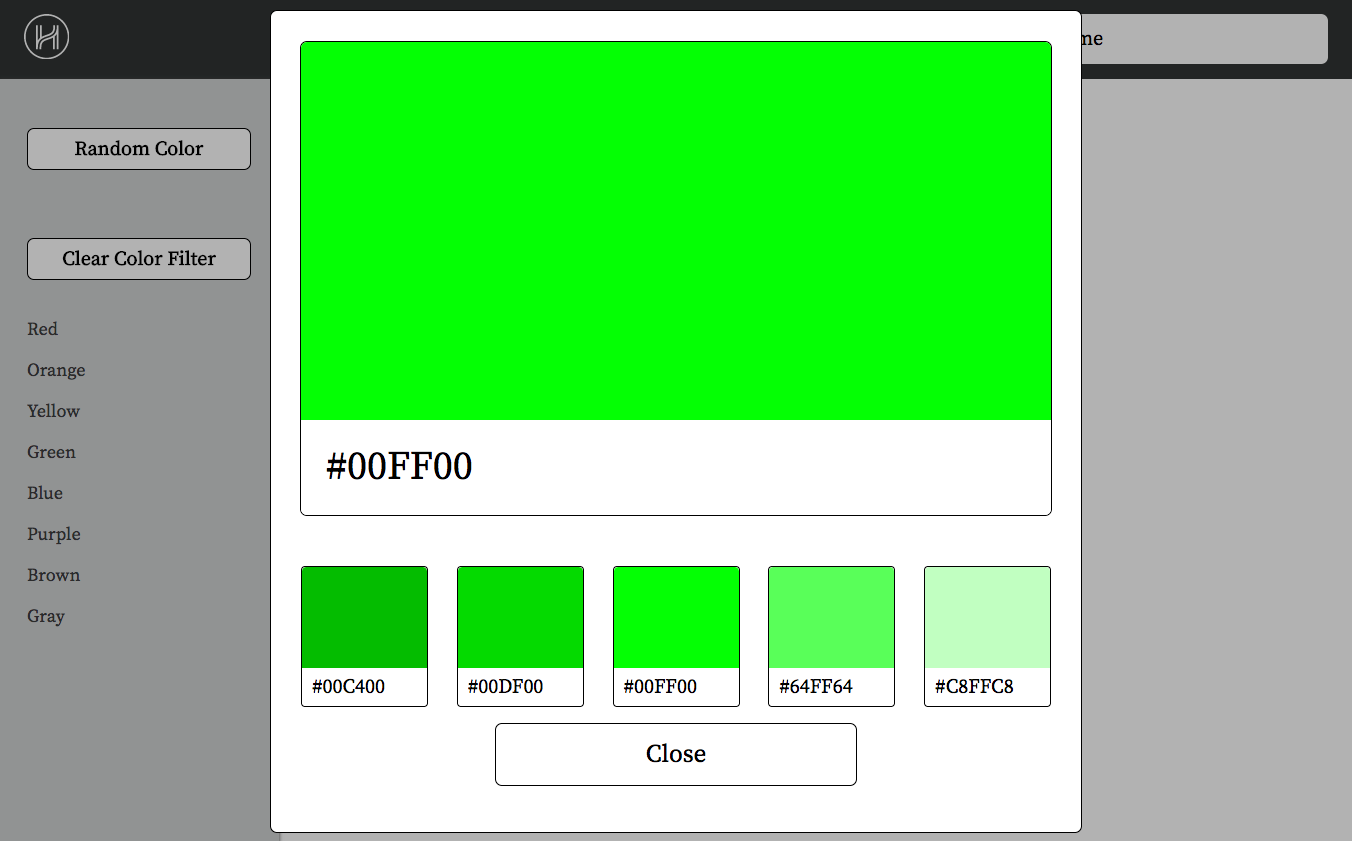 Random Color
Clear Color Filter
Red
Orange
Yellow
Green
Blue
Purple
Brown
Gray
#00FF00
#00C400
#00DF00
#00FF00
#64FF64
#C8FFC8
Close